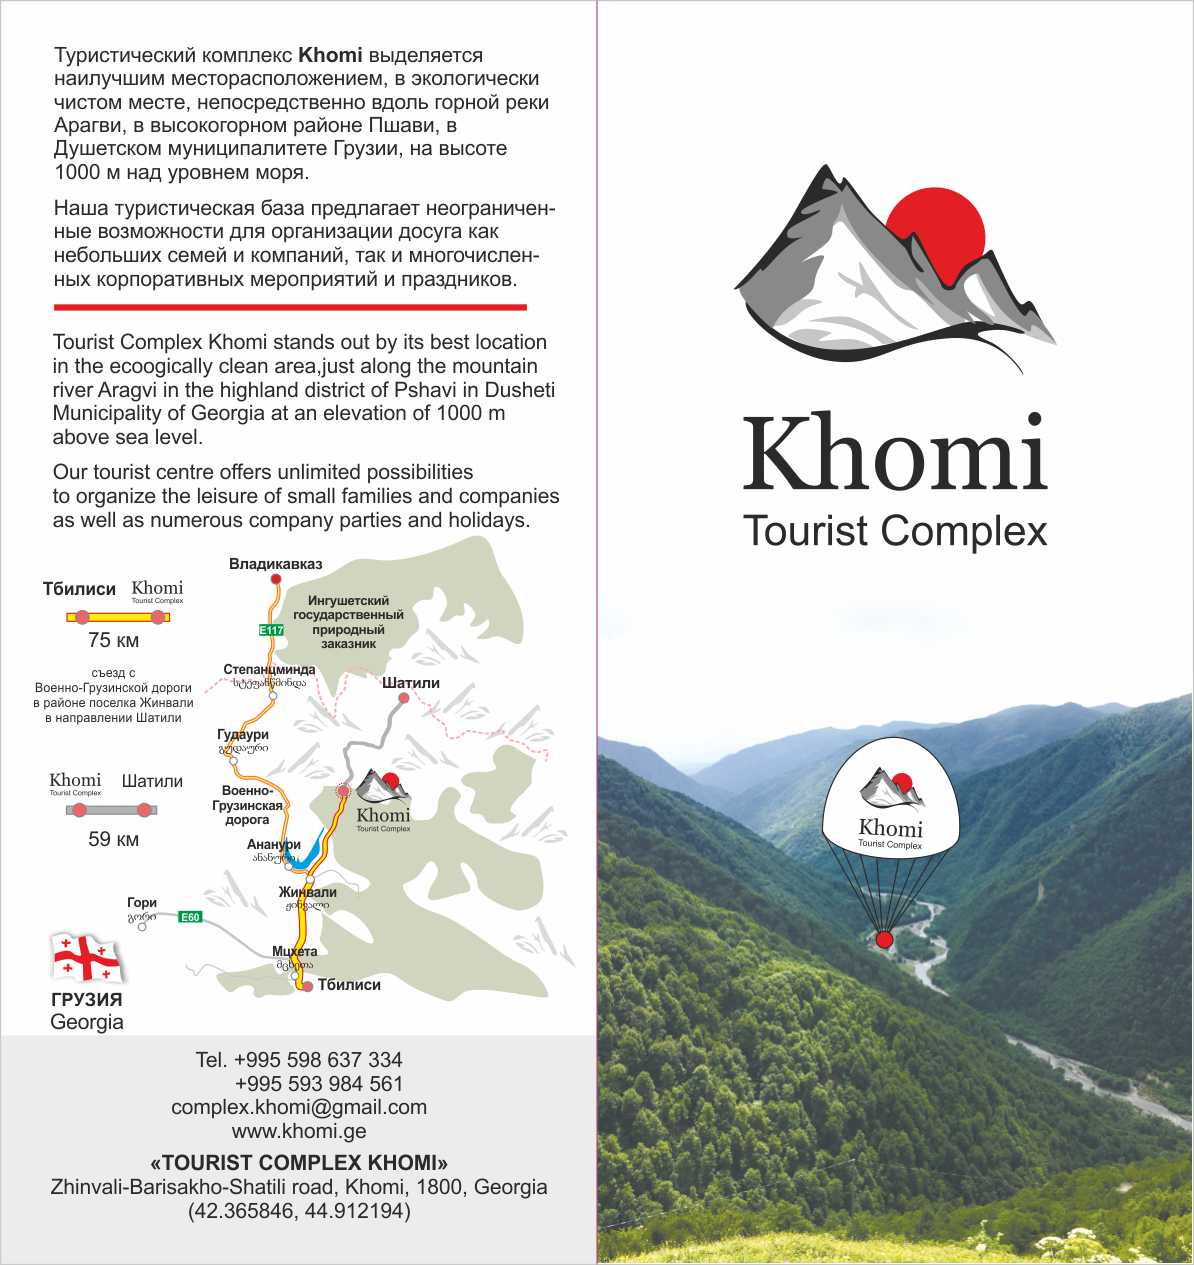 Туристический комплекс Khomi выделяется
наилучшим месторасположением, в экологически
чистом месте, непосредственно вдоль горной реки
Арагви, в высокогорном районе Пшави, в
Душетском муниципалитете Грузии, на высоте
1000 м над уровнем моря.
Наша туристическая база предлагает неограничен-
ные возможности для организации досуга как
небольших семей и компаний, так и многочислен-
ных корпоративных мероприятий и праздников.
Tourist Complex Khomi stands out by its best location
in the ecoogically clean area,just along the mountain
river Aragvi in the highland district of Pshavi in Dusheti
Municipality of Georgia at an elevation of 1000 m
above sea level.
Our tourist centre offers unlimited possibilities
to organize the leisure of small families and companies
as well as numerous company parties and holidays.
Тбилиси Khomi
Tourist Complex
75 км
съезд с
Военно-Грузинской дороги
в районе поселка Жинвали
в направлении Шатили
Khomi Шатили
Tourist Complex
59 км
Владикавказ
E117
Ингушетский
государственный
природный
заказник
Степанцминда
სტეფანწმინდა
Шатили
Гудаури
გუდაური
Военно-
Грузинская
дорога
Khomi
Tourist Complex
Ананури
ანანური
Жинвали
ჟინვალი
Гори
გორი
E60
Мцхета
მცხეთა
Тбилиси
ГРУЗИЯ
Georgia
Tel. +995 598 637 334
+995 593 984 561
complex.khomi@gmail.com
www.khomi.ge
«TOURIST COMPLEX KHOMI»
Zhinvali-Barisakho-Shatili road, Khomi, 1800, Georgia
(42.365846, 44.912194)
Khomi
Tourist Complex
Khomi
Tourist Complex